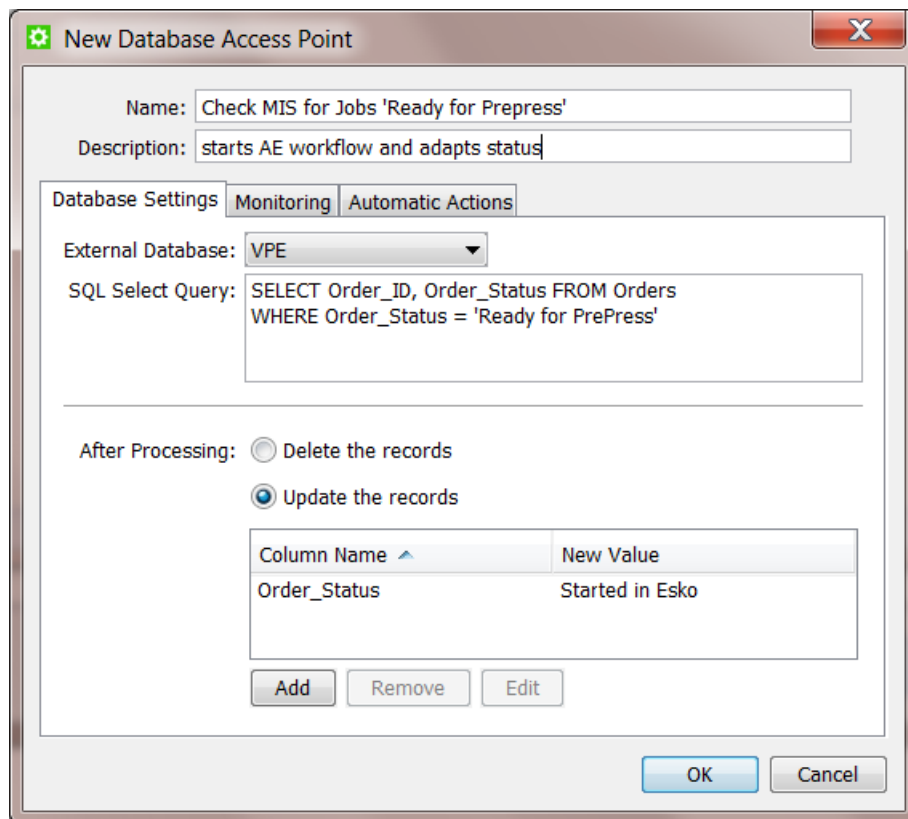 New Database Access Point
Name: Check MIS for Jobs 'Ready for Prepress'
Description: starts AE workflow and adapts status
Database Settings Monitoring Automatic Actions
External Database: VPE
SQL Select Query: SELECT Order_ID, Order_Status FROM Orders
WHERE Order_Status = 'Ready for PrePress'
After Processing: Delete the records
Update the records
Column Name New Value
Order_Status Started in Esko
Add Remove Edit
OK Cancel